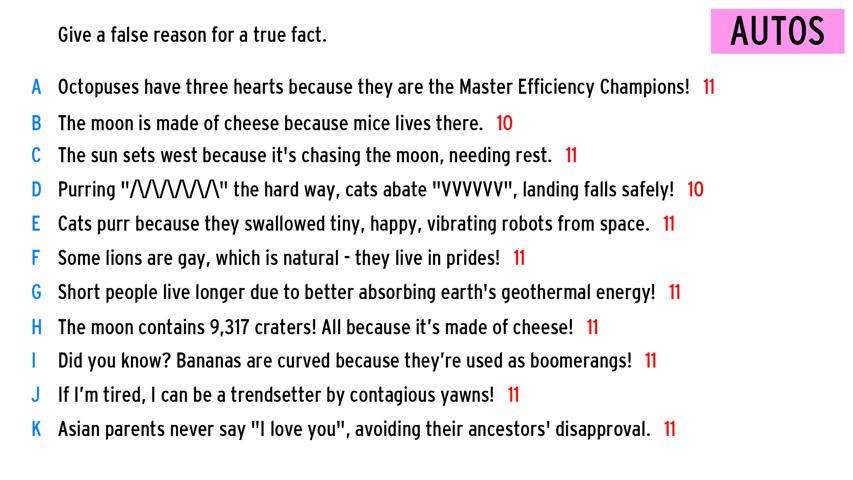 Give a false reason for a true fact.
AUTOS
A Octopuses have three hearts because they are the Master Efficiency Champions! 11
B The moon is made of cheese because mice lives there. 10
C The sun sets west because it's chasing the moon, needing rest. 11
D Purring "/\/\/\/\/\/\/\" the hard way, cats abate "VVVVVV", landing falls safely! 10
E Cats purr because they swallowed tiny, happy, vibrating robots from space. 11
F Some lions are gay, which is natural - they live in prides! 11
G Short people live longer due to better absorbing earth's geothermal energy! 11
H The moon contains 9,317 craters! All because it’s made of cheese! 11
I Did you know? Bananas are curved because they’re used as boomerangs! 11
J If I’m tired, I can be a trendsetter by contagious yawns! 11
K Asian parents never say "I love you", avoiding their ancestors' disapproval. 11